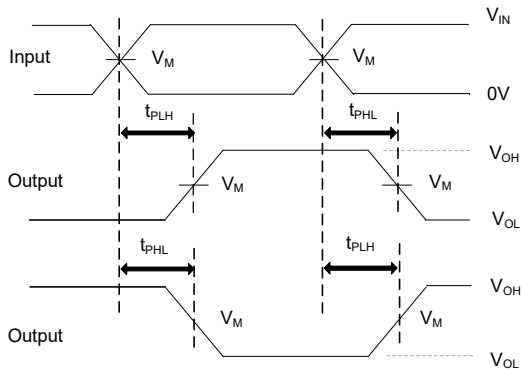 V_IN
Input V_M V_M
0V
t_PLH t_PHL
V_OH
Output V_M V_M
V_OL
t_PHL t_PLH
V_OH
V_M V_M
Output
V_OL